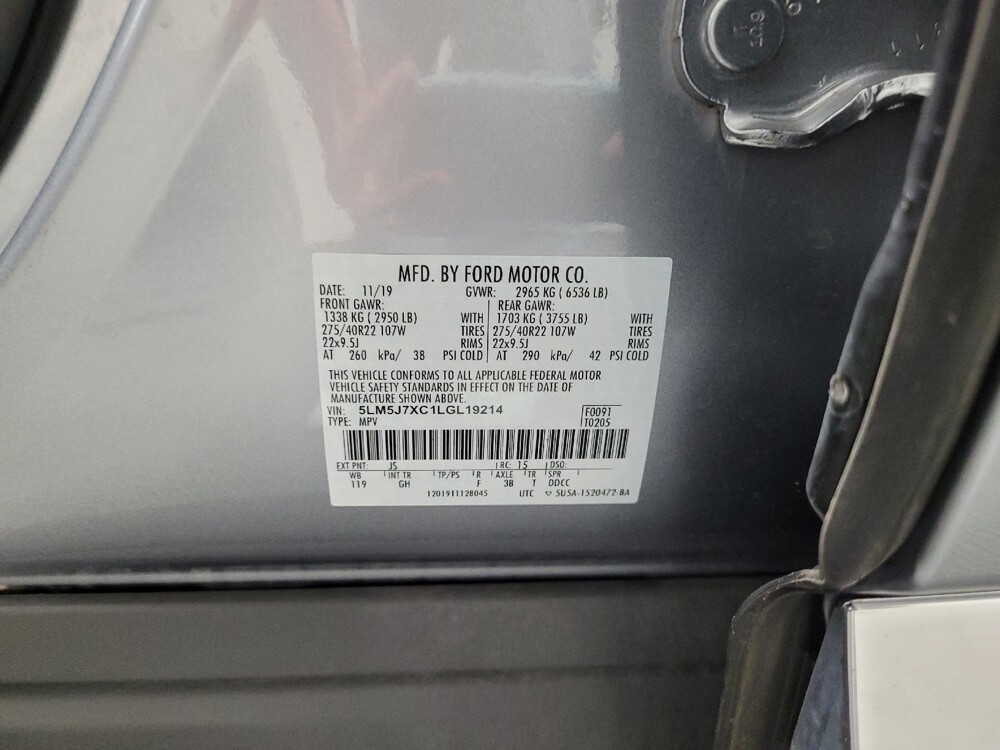 10.9
MFD. BY FORD MOTOR CO.
DATE: 11/19 GVWR: 2965 KG ( 6536 LB)
FRONT GAWR: REAR GAWR:
1338 KG ( 2950 LB) WITH 1703 KG ( 3755 LB) WITH
275/40R22 107W TIRES 275/40R22 107W TIRES
22x9.5J RIMS 22x9.5J RIMS
AT 260 kPa/ 38 PSI COLD AT 290 kPa/ 42 PSI COLD
THIS VEHICLE CONFORMS TO ALL APPLICABLE FEDERAL MOTOR
VEHICLE SAFETY STANDARDS IN EFFECT ON THE DATE OF
MANUFACTURE SHOWN ABOVE.
VIN: 5LM5J7XC1LGL19214 F0091
TYPE: MPV T0205
EXT PNT: JS RC: 15 DSO:
WB INT TR TP/PS R AXLE TR SPR
119 GH F 3B T DDCC
1201911128045 UTC ▽ 5U5A-1520472-BA